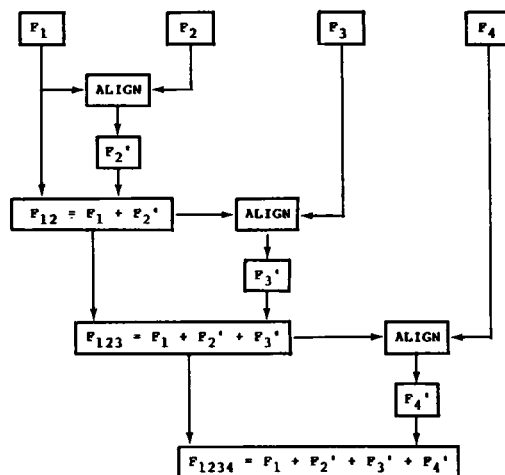 F₁ F₂ F₃ F₄
ALIGN
F₂'
F₁₂ = F₁ + F₂' ALIGN
F₃'
F₁₂₃ = F₁ + F₂' + F₃' ALIGN
F₄'
F₁₂₃₄ = F₁ + F₂' + F₃' + F₄'